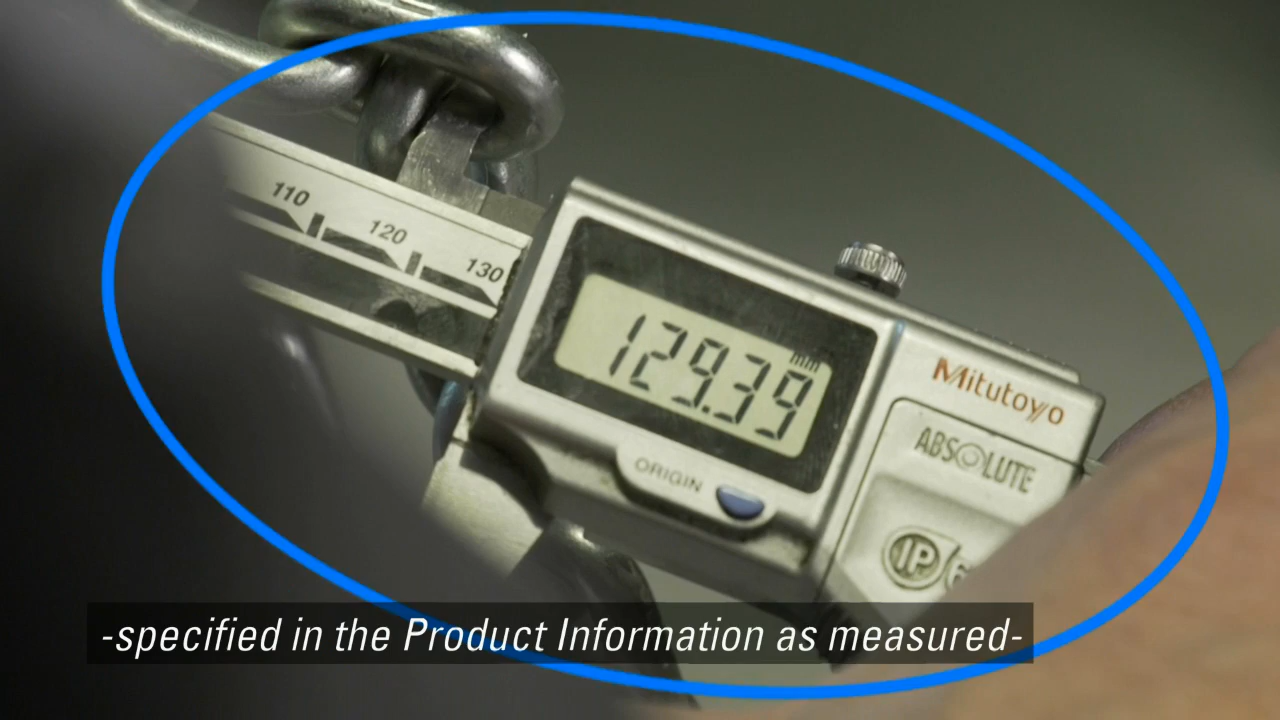 110
120
130
mm
129.39
Mitutoyo
ABSOLUTE
ORIGIN
IP
-specified in the Product Information as measured-